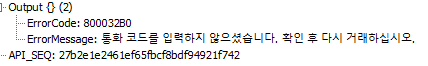 Output {} (2)
ErrorCode: 800032B0
ErrorMessage: 통화 코드를 입력하지 않으셨습니다. 확인 후 다시 거래하십시오.
API_SEQ: 27b2e1e2461ef65fbcf8bdf94921f742